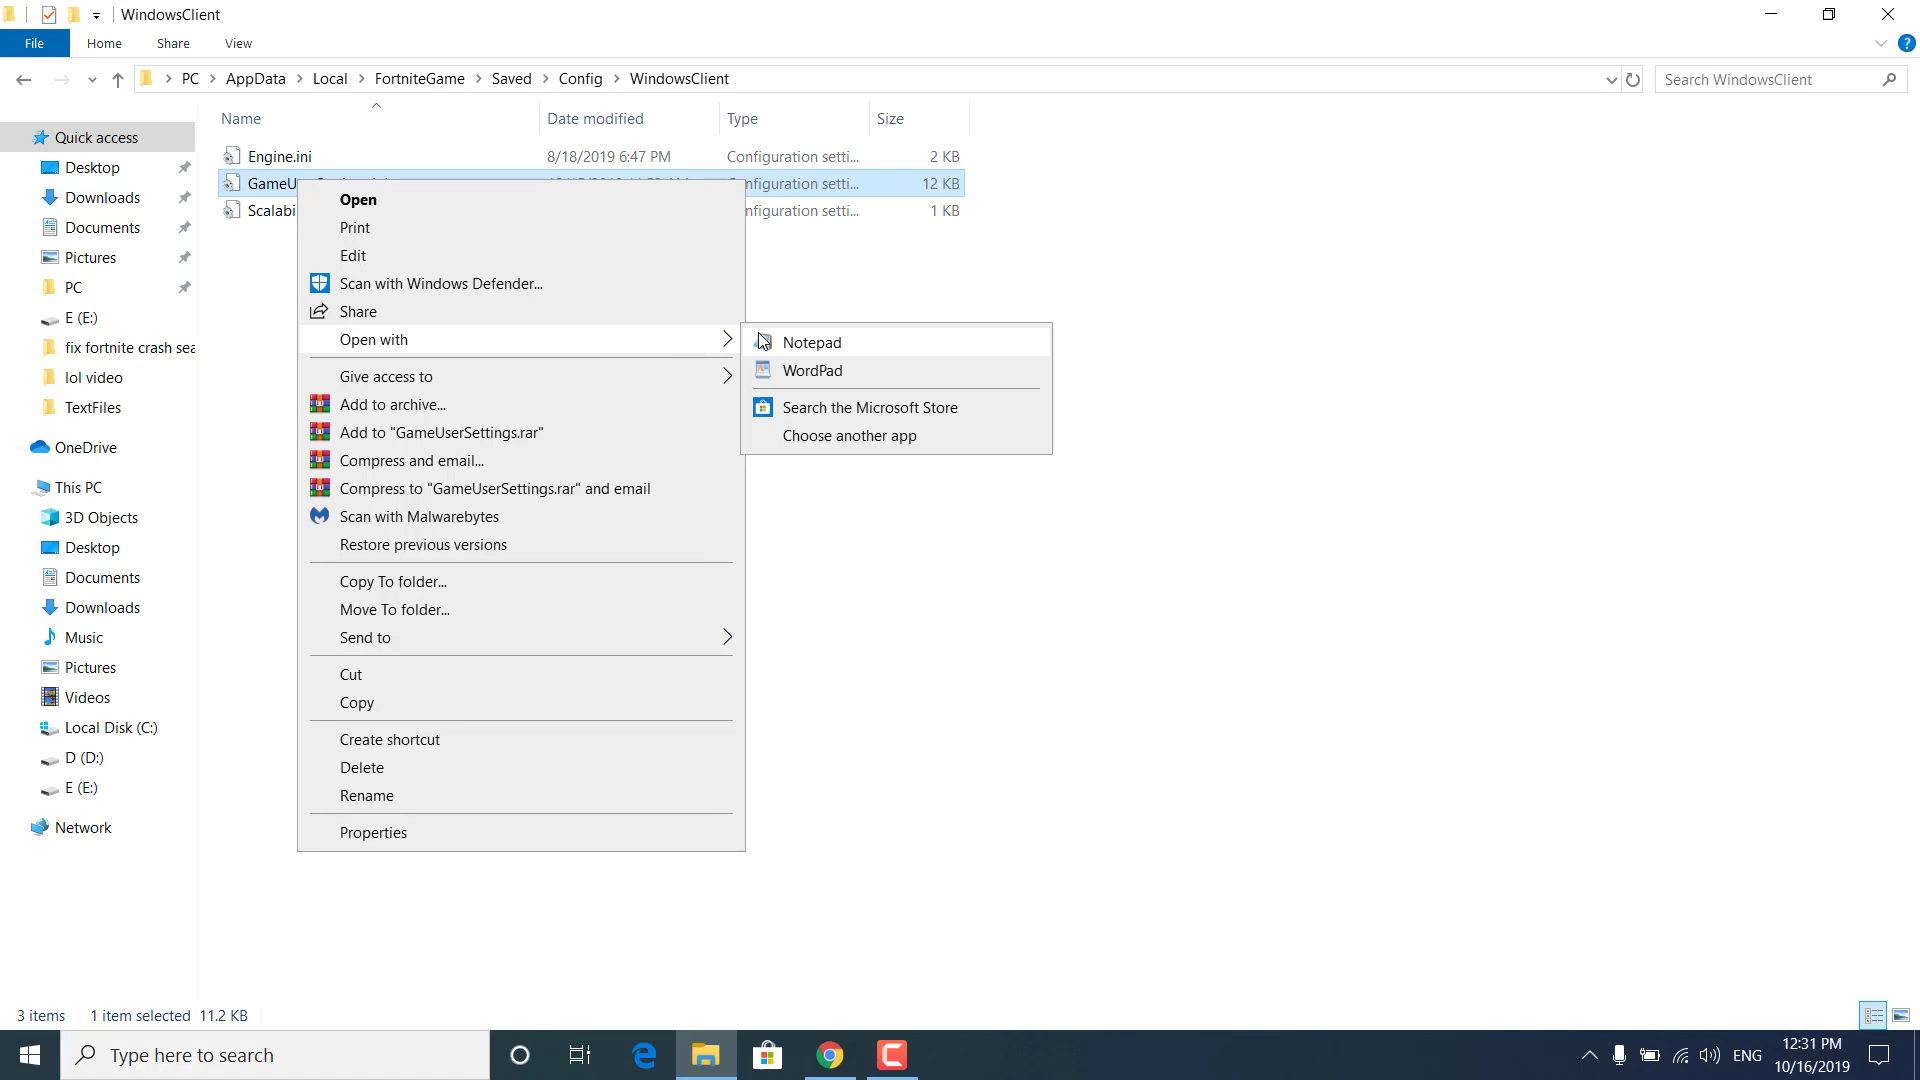 WindowsClient
File Home Share View
PC AppData Local FortniteGame Saved Config WindowsClient
Search WindowsClient
Name Date modified Type Size
Engine.ini 8/18/2019 6:47 PM Configuration setti... 2 KB
12 KB
1 KB
Quick access
Desktop
Downloads
Documents
Pictures
PC
E (E:)
fix fortnite crash sea
lol video
TextFiles
OneDrive
This PC
3D Objects
Desktop
Documents
Downloads
Music
Pictures
Videos
Local Disk (C:)
D (D:)
E (E:)
Network
Open
Print
Edit
Scan with Windows Defender...
Share
Open with
Give access to
Add to archive...
Add to "GameUserSettings.rar"
Compress and email...
Compress to "GameUserSettings.rar" and email
Scan with Malwarebytes
Restore previous versions
Copy To folder...
Move To folder...
Send to
Cut
Copy
Create shortcut
Delete
Rename
Properties
Notepad
WordPad
Search the Microsoft Store
Choose another app
3 items 1 item selected 11.2 KB
Type here to search
ENG
12:31 PM
10/16/2019